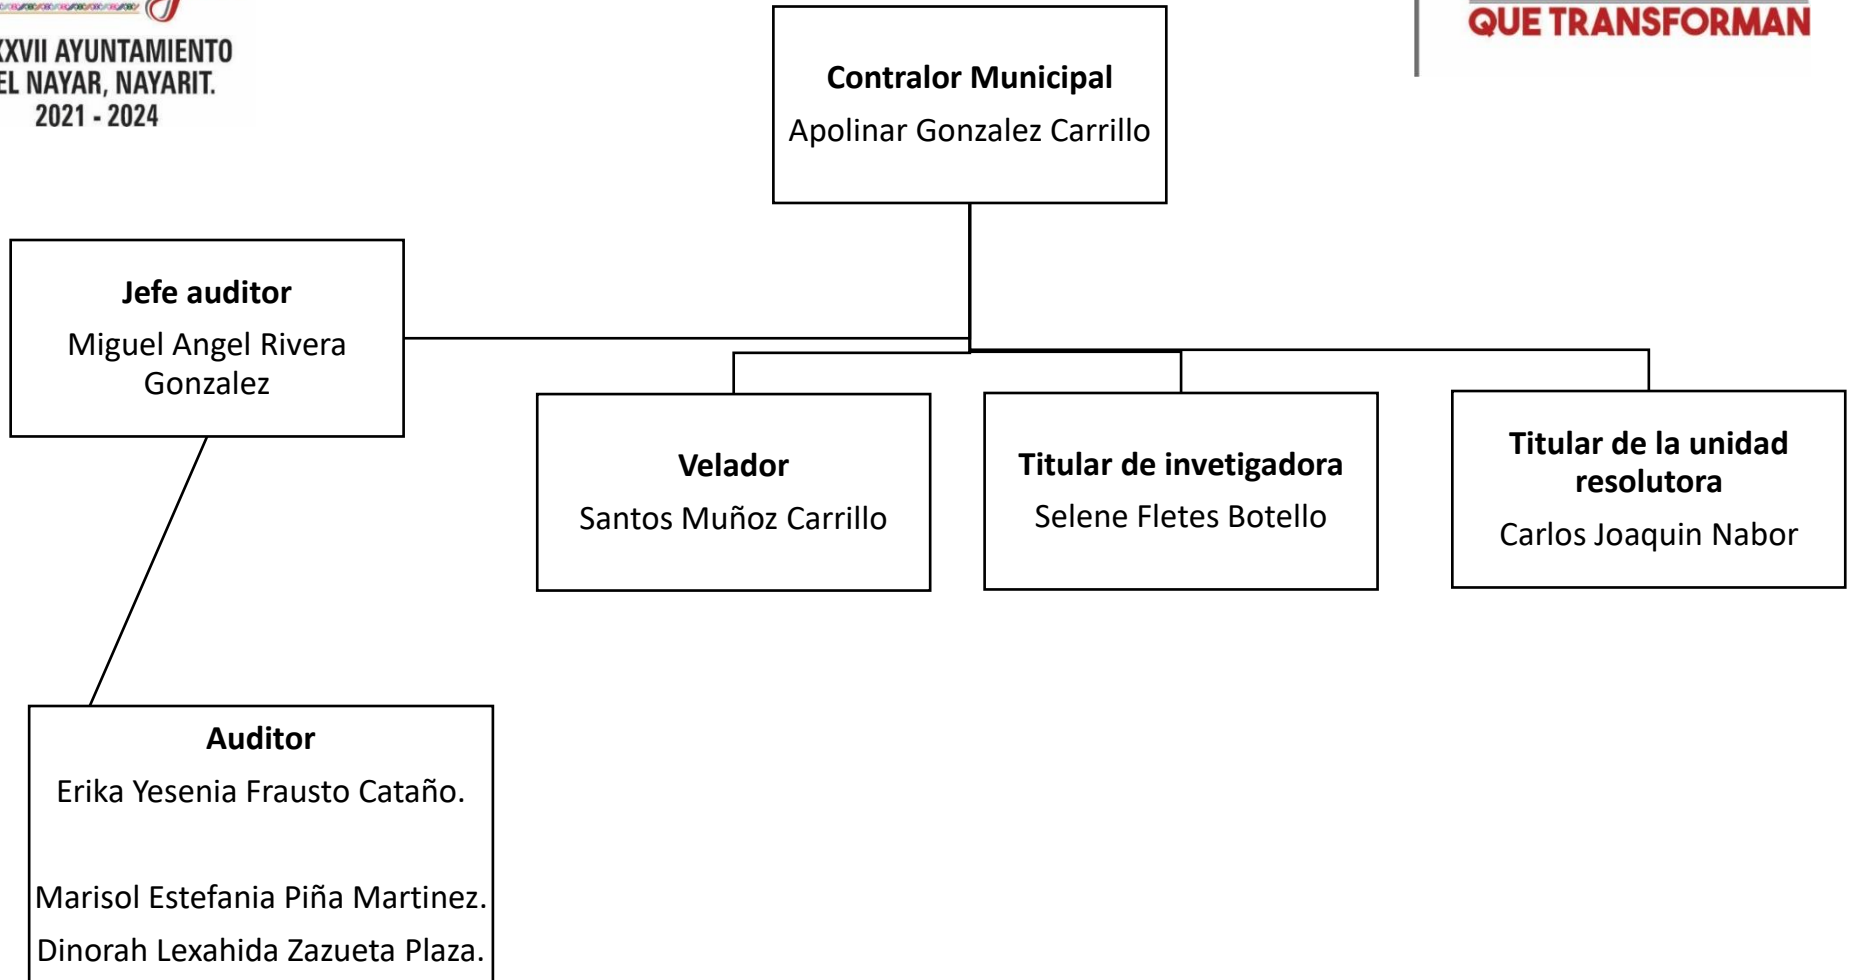 XXVII AYUNTAMIENTO
EL NAYAR, NAYARIT.
2021 - 2024
QUE TRANSFORMAN
Contralor Municipal
Apolinar Gonzalez Carrillo
Jefe auditor
Miguel Angel Rivera
Gonzalez
Velador
Santos Muñoz Carrillo
Titular de invetigadora
Selene Fletes Botello
Titular de la unidad
resolutora
Carlos Joaquin Nabor
Auditor
Erika Yesenia Frausto Cataño.
Marisol Estefania Piña Martinez.
Dinorah Lexahida Zazueta Plaza.